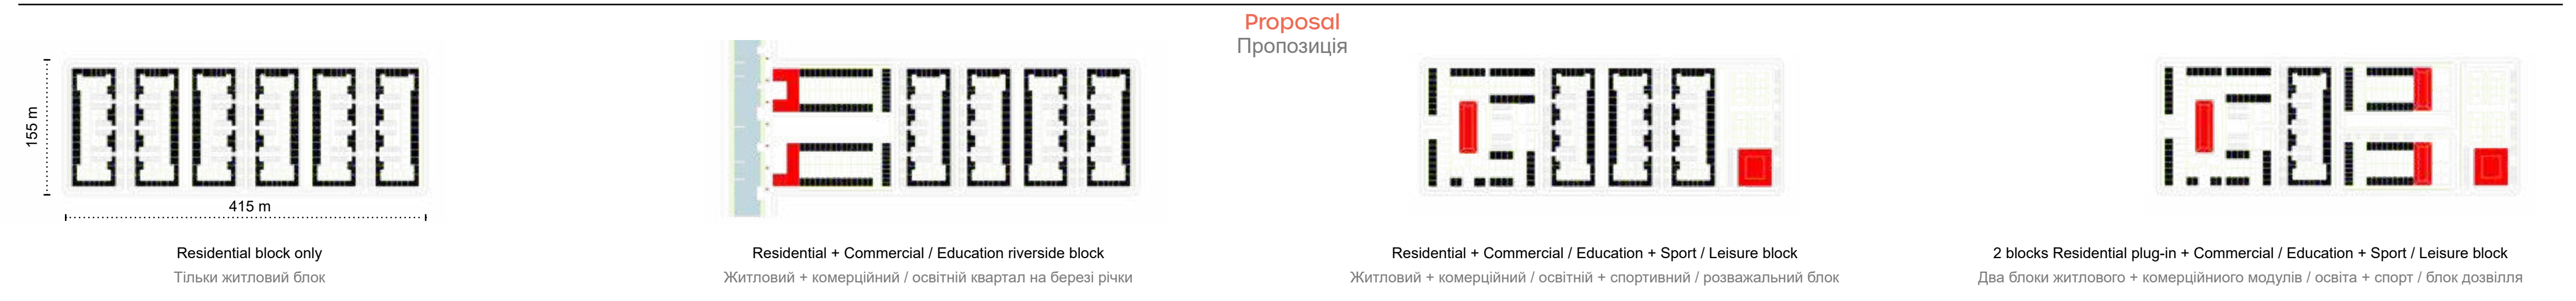 Proposal
Пропозиція
155 m
415 m
Residential block only
Тільки житловий блок
Residential + Commercial / Education riverside block
Житловий + комерційний / освітній квартал на березі річки
Residential + Commercial / Education + Sport / Leisure block
Житловий + комерційний / освітній + спортивний / розважальний блок
2 blocks Residential plug-in + Commercial / Education + Sport / Leisure block
Два блоки житлового + комерційниого модулів / освіта + спорт / блок дозвілля